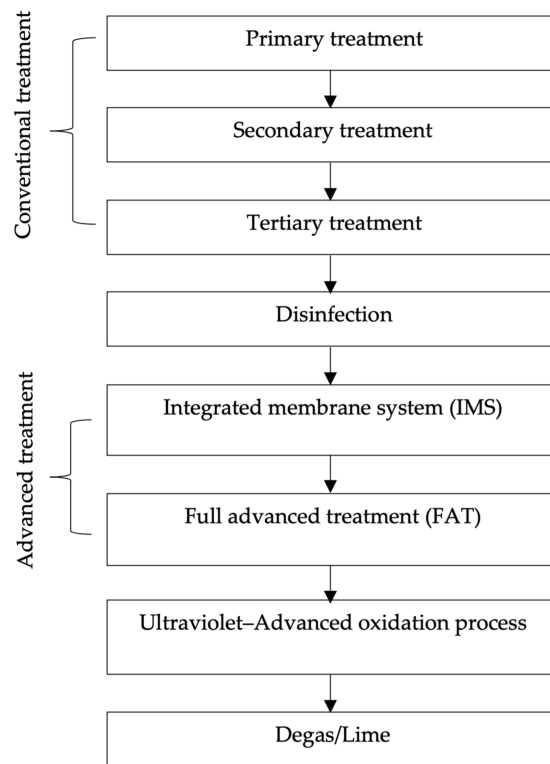 Conventional treatment
Primary treatment
Secondary treatment
Tertiary treatment
Disinfection
Advanced treatment
Integrated membrane system (IMS)
Full advanced treatment (FAT)
Ultraviolet–Advanced oxidation process
Degas/Lime